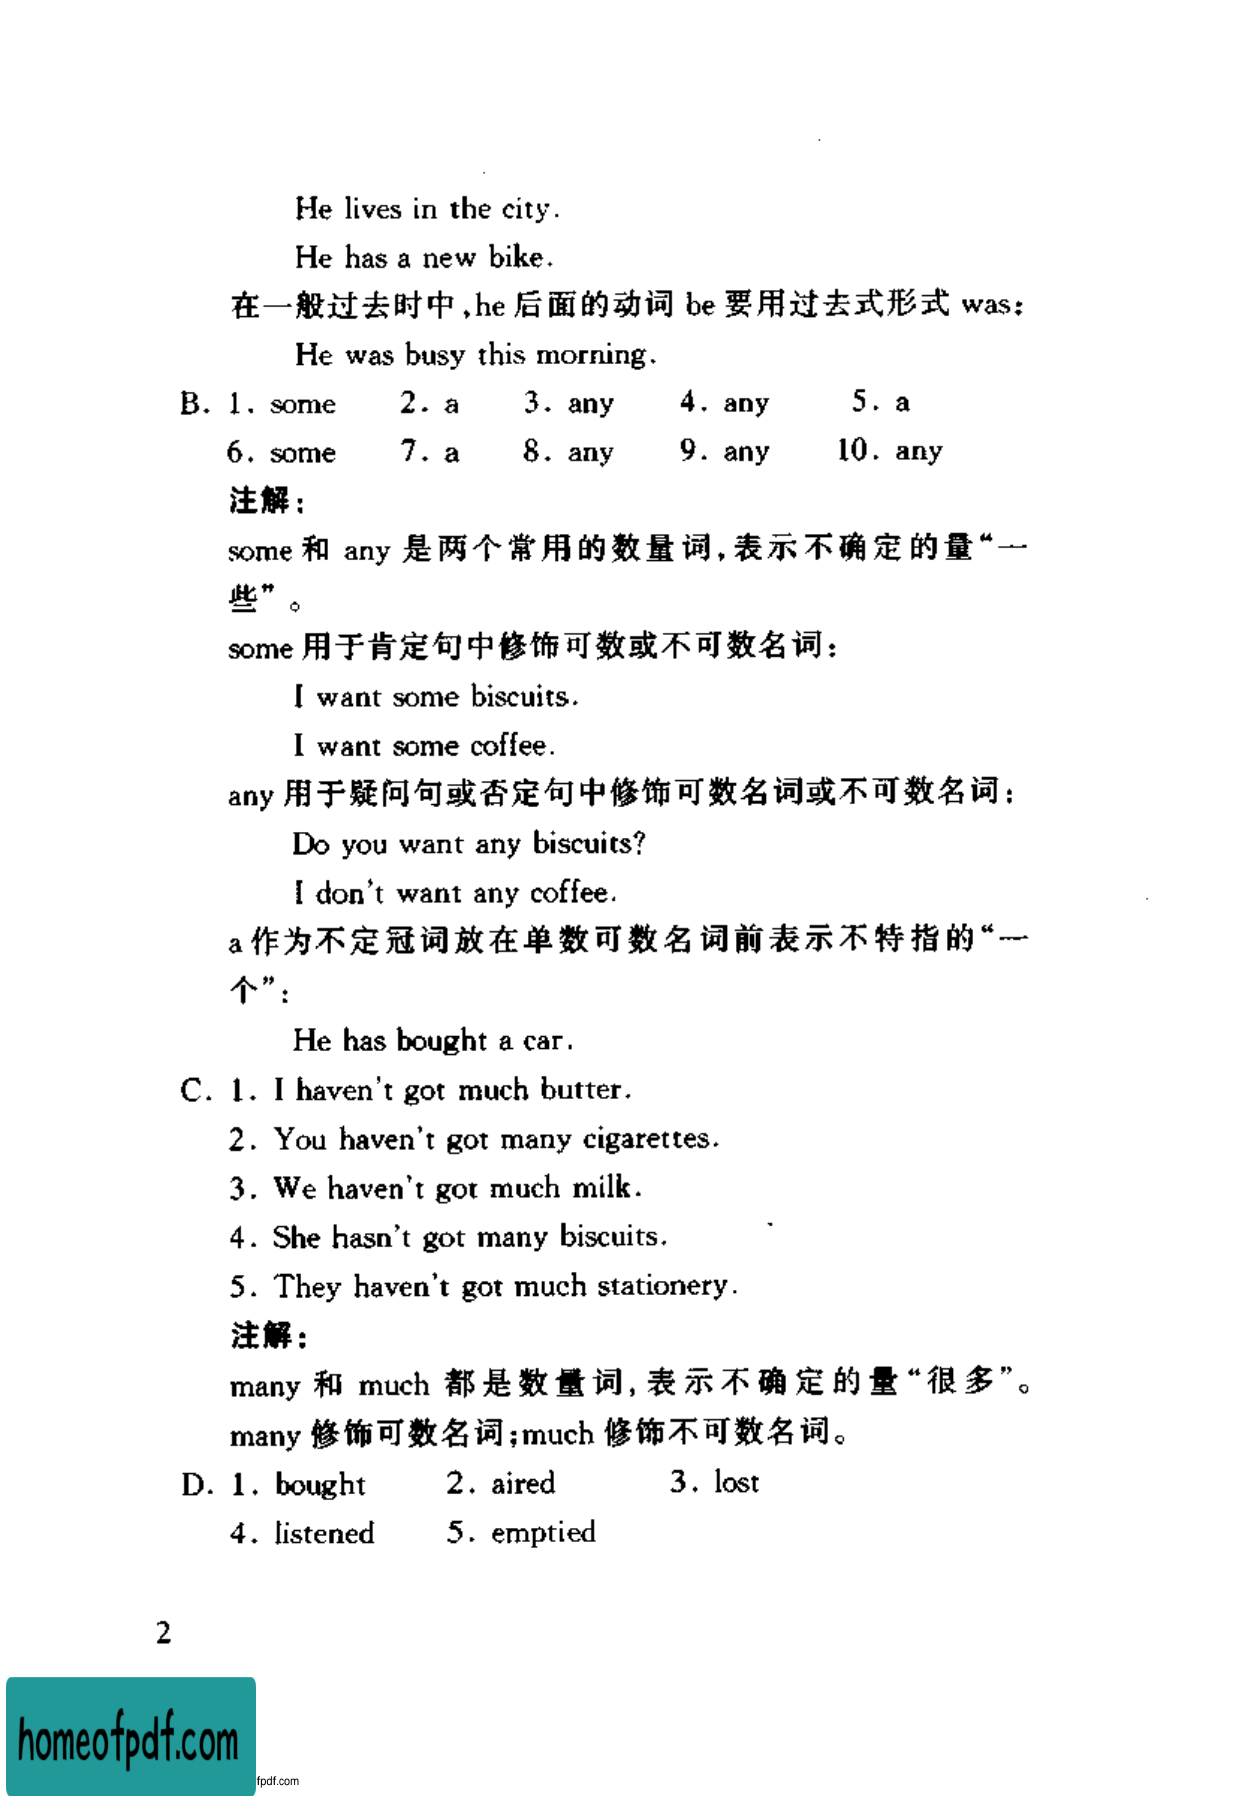 He lives in the city.
He has a new bike.
在一般过去时中,he 后面的动词 be 要用过去式形式 was:
He was busy this morning.
B. 1. some 2. a 3. any 4. any 5. a
6. some 7. a 8. any 9. any 10. any
注解:
some 和 any 是两个常用的数量词,表示不确定的量“一
些”。
some 用于肯定句中修饰可数或不可数名词:
I want some biscuits.
I want some coffee.
any 用于疑问句或否定句中修饰可数名词或不可数名词:
Do you want any biscuits?
I don't want any coffee.
a 作为不定冠词放在单数可数名词前表示不特指的“一
个”:
He has bought a car.
C. 1. I haven't got much butter.
2. You haven't got many cigarettes.
3. We haven't got much milk.
4. She hasn't got many biscuits.
5. They haven't got much stationery.
注解:
many 和 much 都是数量词,表示不确定的量“很多”。
many 修饰可数名词;much 修饰不可数名词。
D. 1. bought 2. aired 3. lost
4. listened 5. emptied
2
homeofpdf.com
fpdf.com